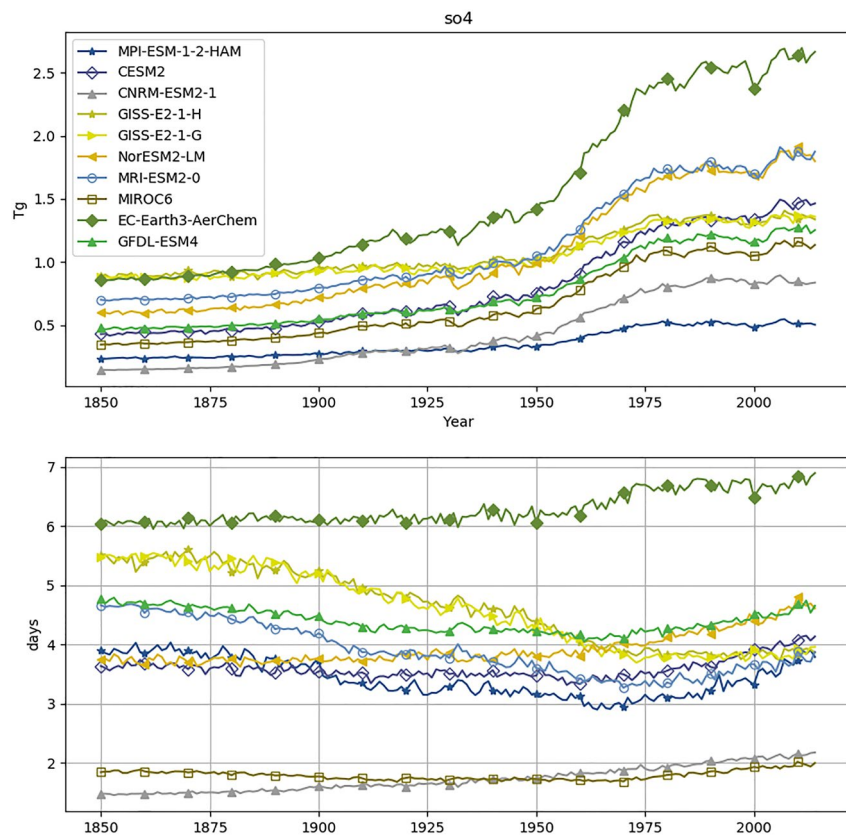 so4
2.5
2.0
1.5
1.0
0.5
Tg
MPI-ESM-1-2-HAM
CESM2
CNRM-ESM2-1
GISS-E2-1-H
GISS-E2-1-G
NorESM2-LM
MRI-ESM2-0
MIROC6
EC-Earth3-AerChem
GFDL-ESM4
1850 1875 1900 1925 1950 1975 2000
Year
7
6
5
4
3
2
days
1850 1875 1900 1925 1950 1975 2000